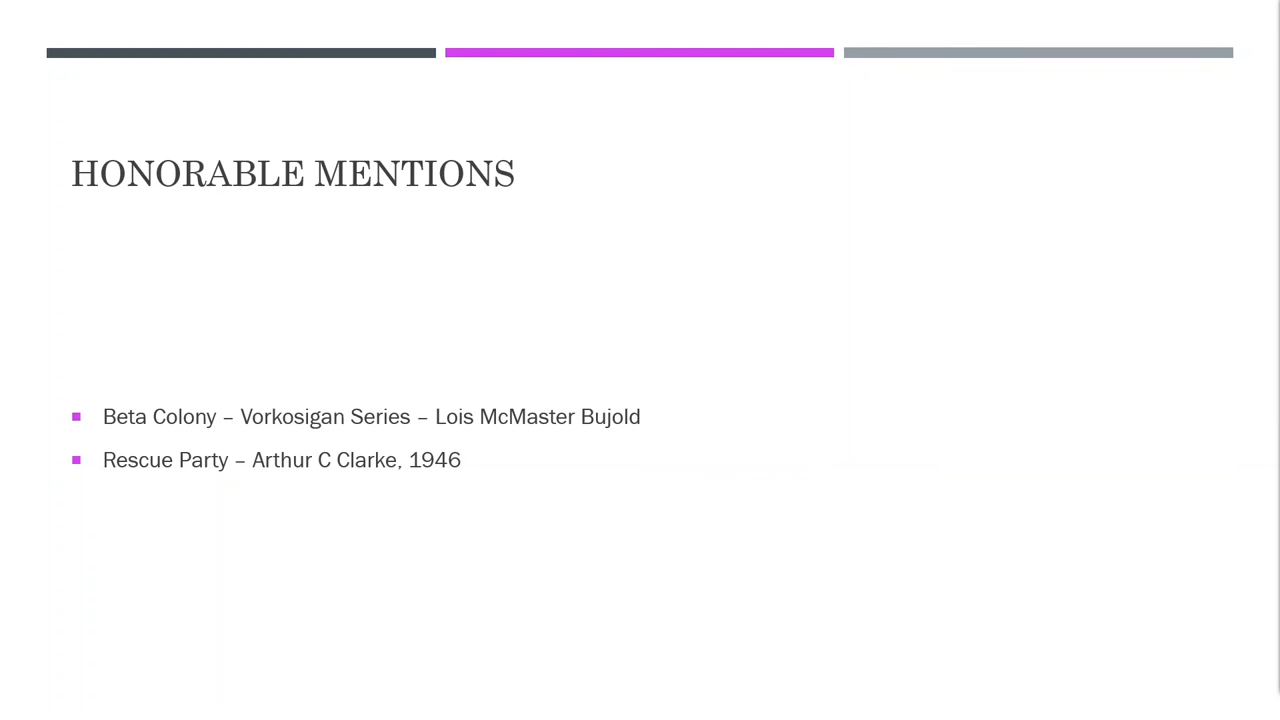 HONORABLE MENTIONS
Beta Colony – Vorkosigan Series – Lois McMaster Bujold
Rescue Party – Arthur C Clarke, 1946